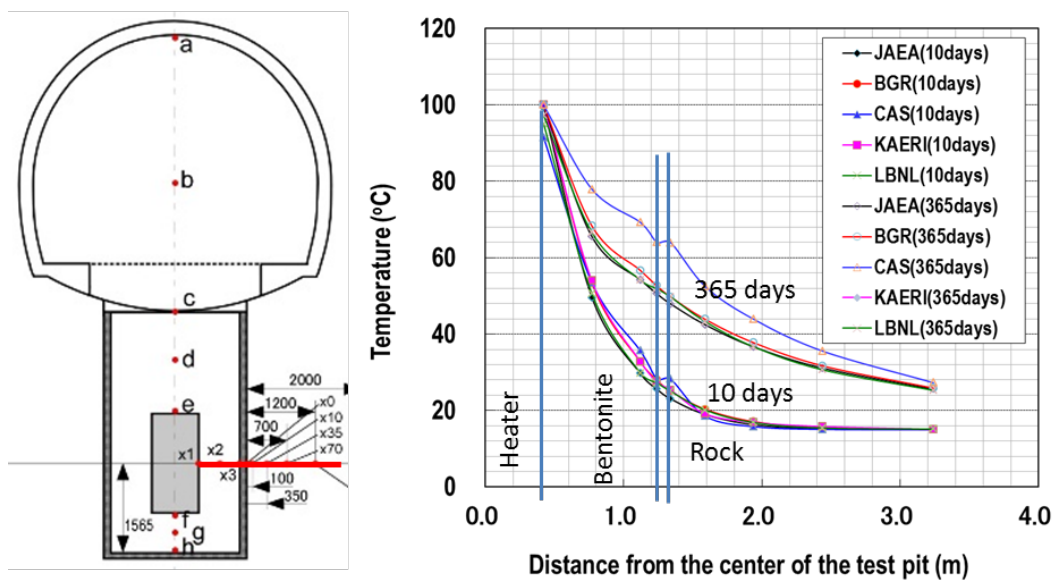 a
b
c
d
e
f
g
h
x1
x2
x3
2000
1200
700
x0
x10
x35
x70
100
350
1565
120
100
80
60
40
20
0
0.0
1.0
2.0
3.0
4.0
Temperature (ºC)
Distance from the center of the test pit (m)
Heater
Bentonite
Rock
365 days
10 days
JAEA(10days)
BGR(10days)
CAS(10days)
KAERI(10days)
LBNL(10days)
JAEA(365days)
BGR(365days)
CAS(365days)
KAERI(365days)
LBNL(365days)